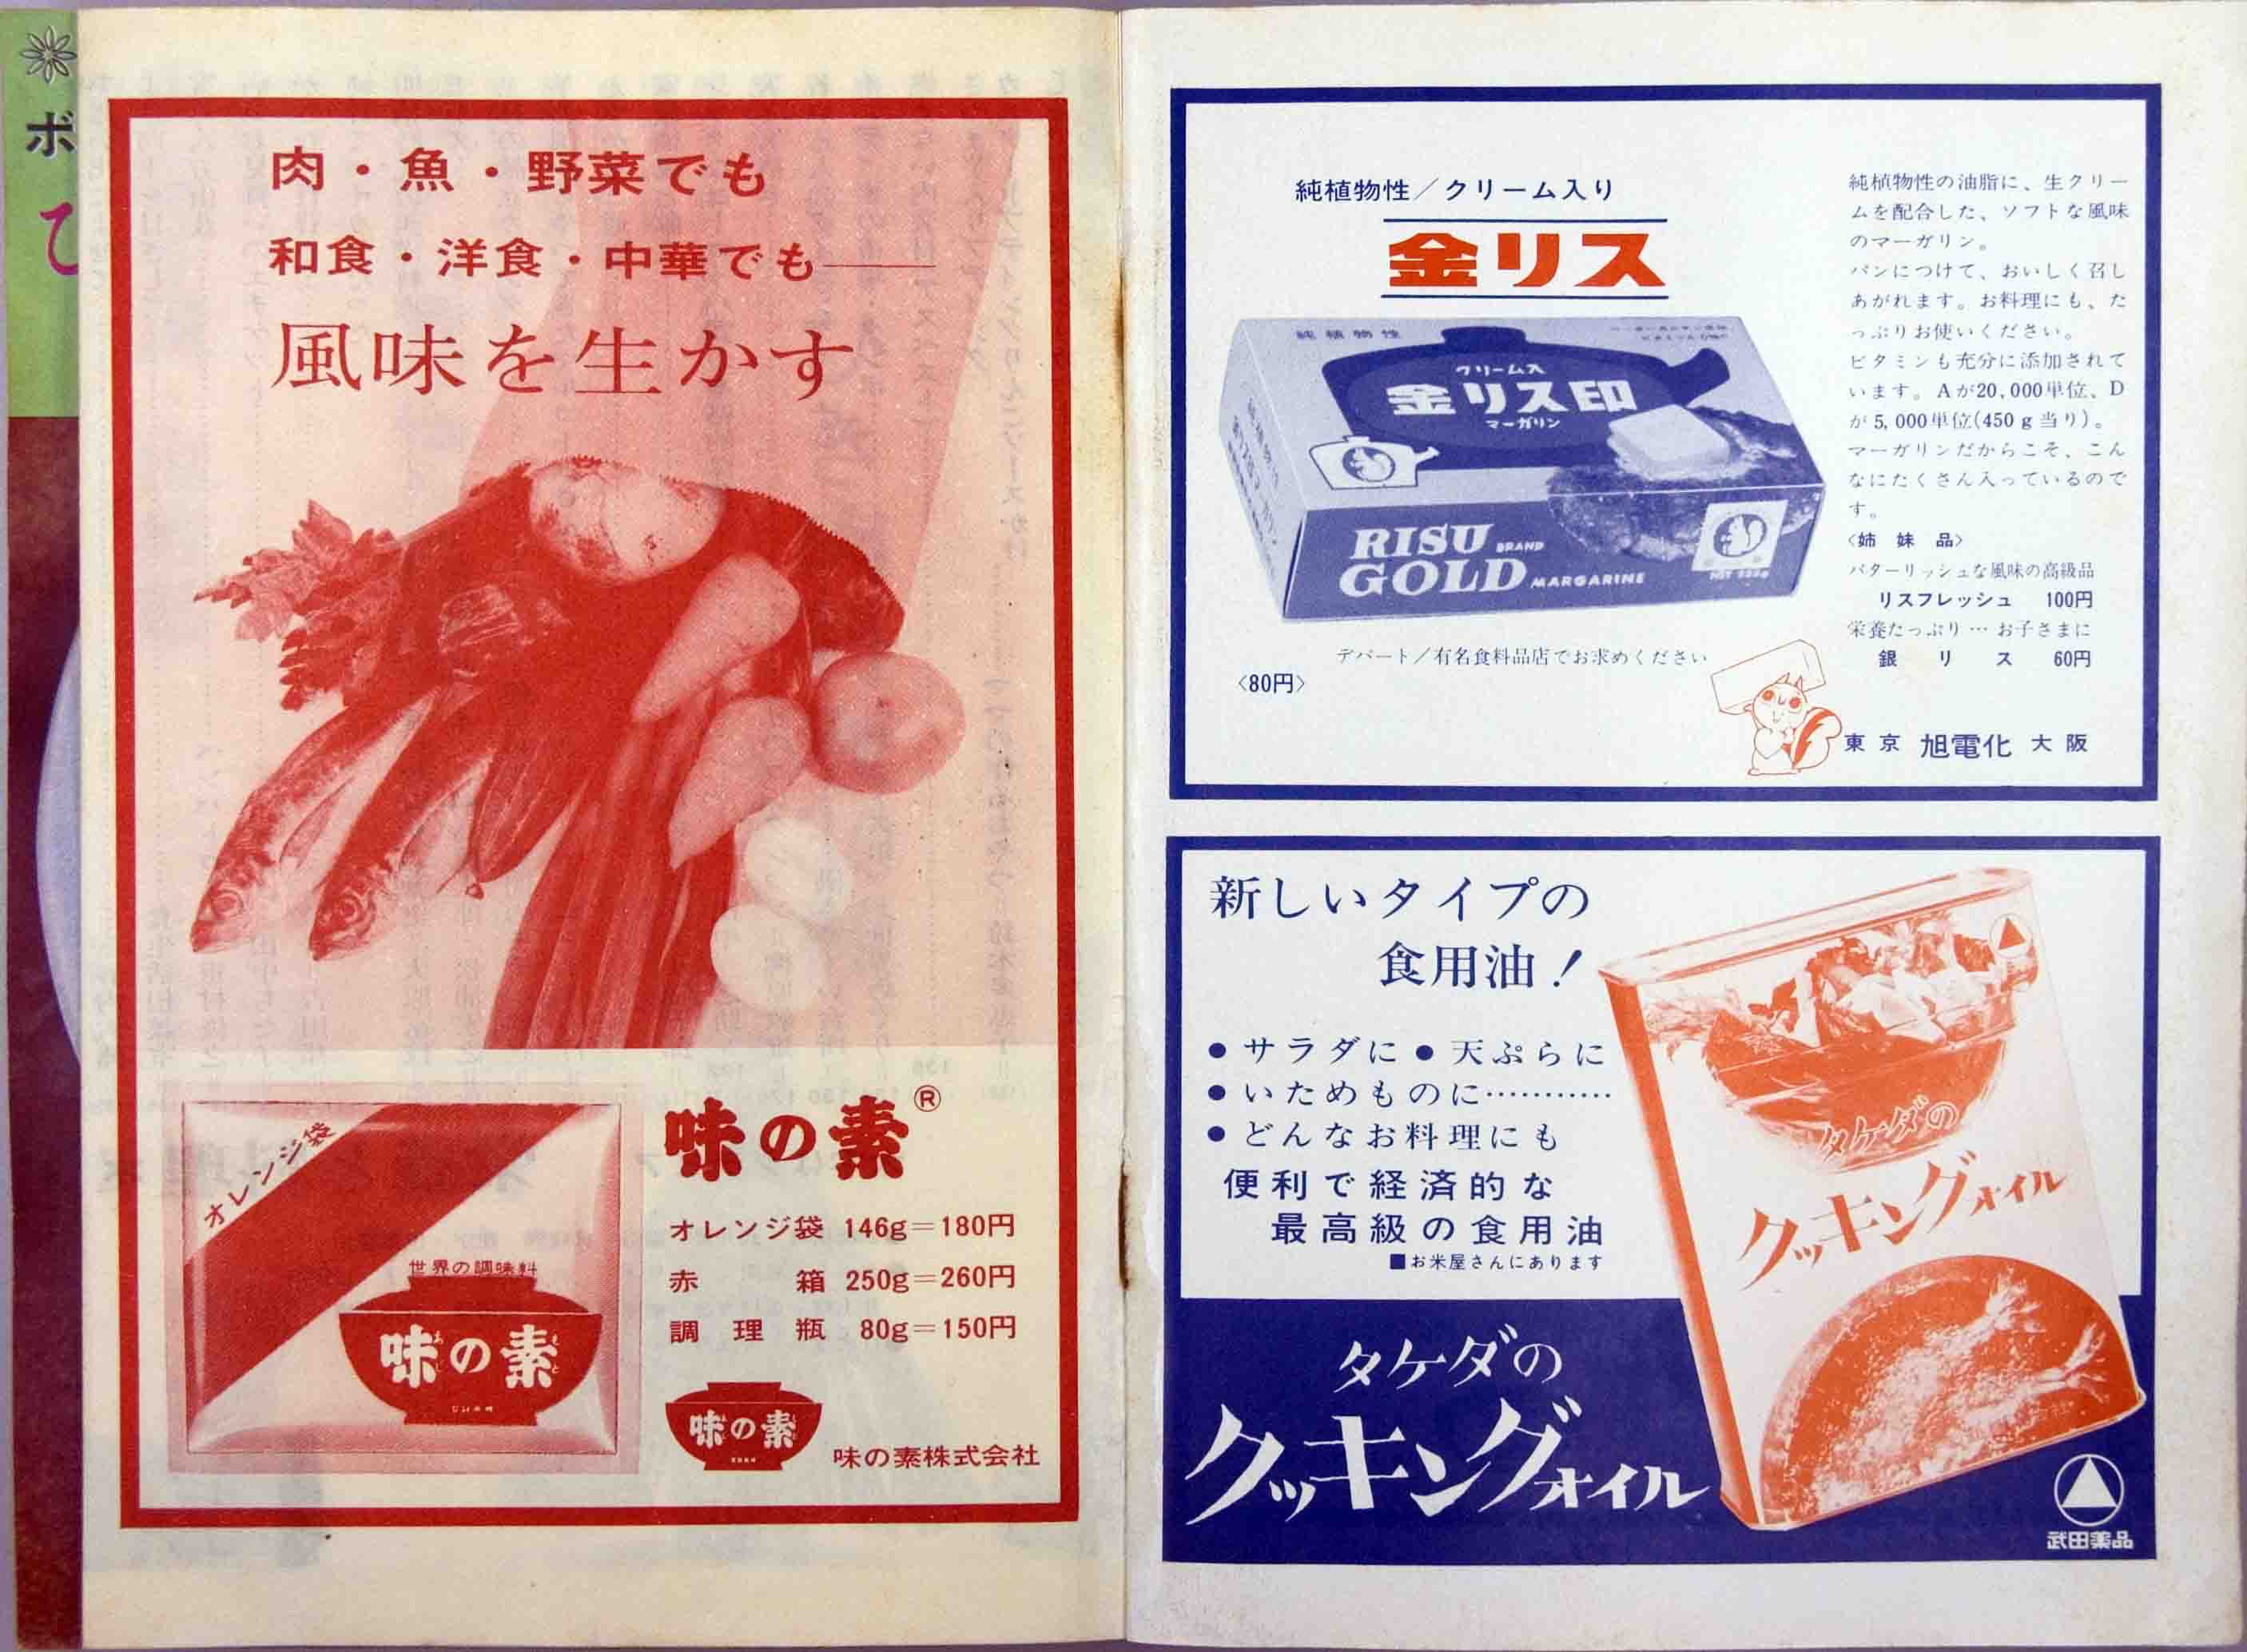 ボ
ひ
肉・魚・野菜でも
和食・洋食・中華でも――
風味を生かす
オレンジ袋
世界の調味料
味の素
味の素®
オレンジ袋 146g=180円
赤箱 250g=260円
調理瓶 80g=150円
味の素
味の素株式会社
純植物性/クリーム入り
金リス
純植物性
クリーム入
金リス印
マーガリン
RISU BRAND
GOLD MARGARINE
デパート/有名食料品店でお求めください
〈80円〉
純植物性の油脂に、生クリー
ムを配合した、ソフトな風味
のマーガリン。
パンにつけて、おいしく召し
あがれます。お料理にも、た
っぷりお使いください。
ビタミンも充分に添加されて
います。Aが20,000単位、D
が5,000単位(450g当り)。
マーガリンだからこそ、こん
なにたくさん入っているので
す。
〈姉妹品〉
バターリッシュな風味の高級品
リスフレッシュ 100円
栄養たっぷり…お子さまに
銀リス 60円
東京 旭電化 大阪
新しいタイプの
食用油!
●サラダに●天ぷらに
●いためものに…………
●どんなお料理にも
便利で経済的な
最高級の食用油
■お米屋さんにあります
タケダの
クッキングオイル
タケダの
クッキングオイル
武田薬品